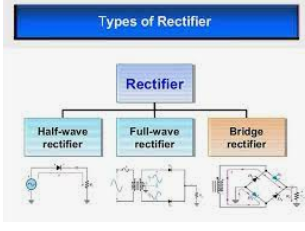 Types of Rectifier
Rectifier
Half-wave
rectifier
Full-wave
rectifier
Bridge
rectifier